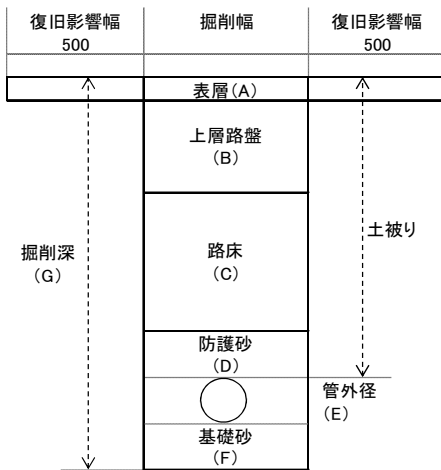 復旧影響幅
500
掘削幅
復旧影響幅
500
表層(A)
上層路盤
(B)
掘削深
(G)
路床
(C)
土被り
防護砂
(D)
管外径
(E)
基礎砂
(F)